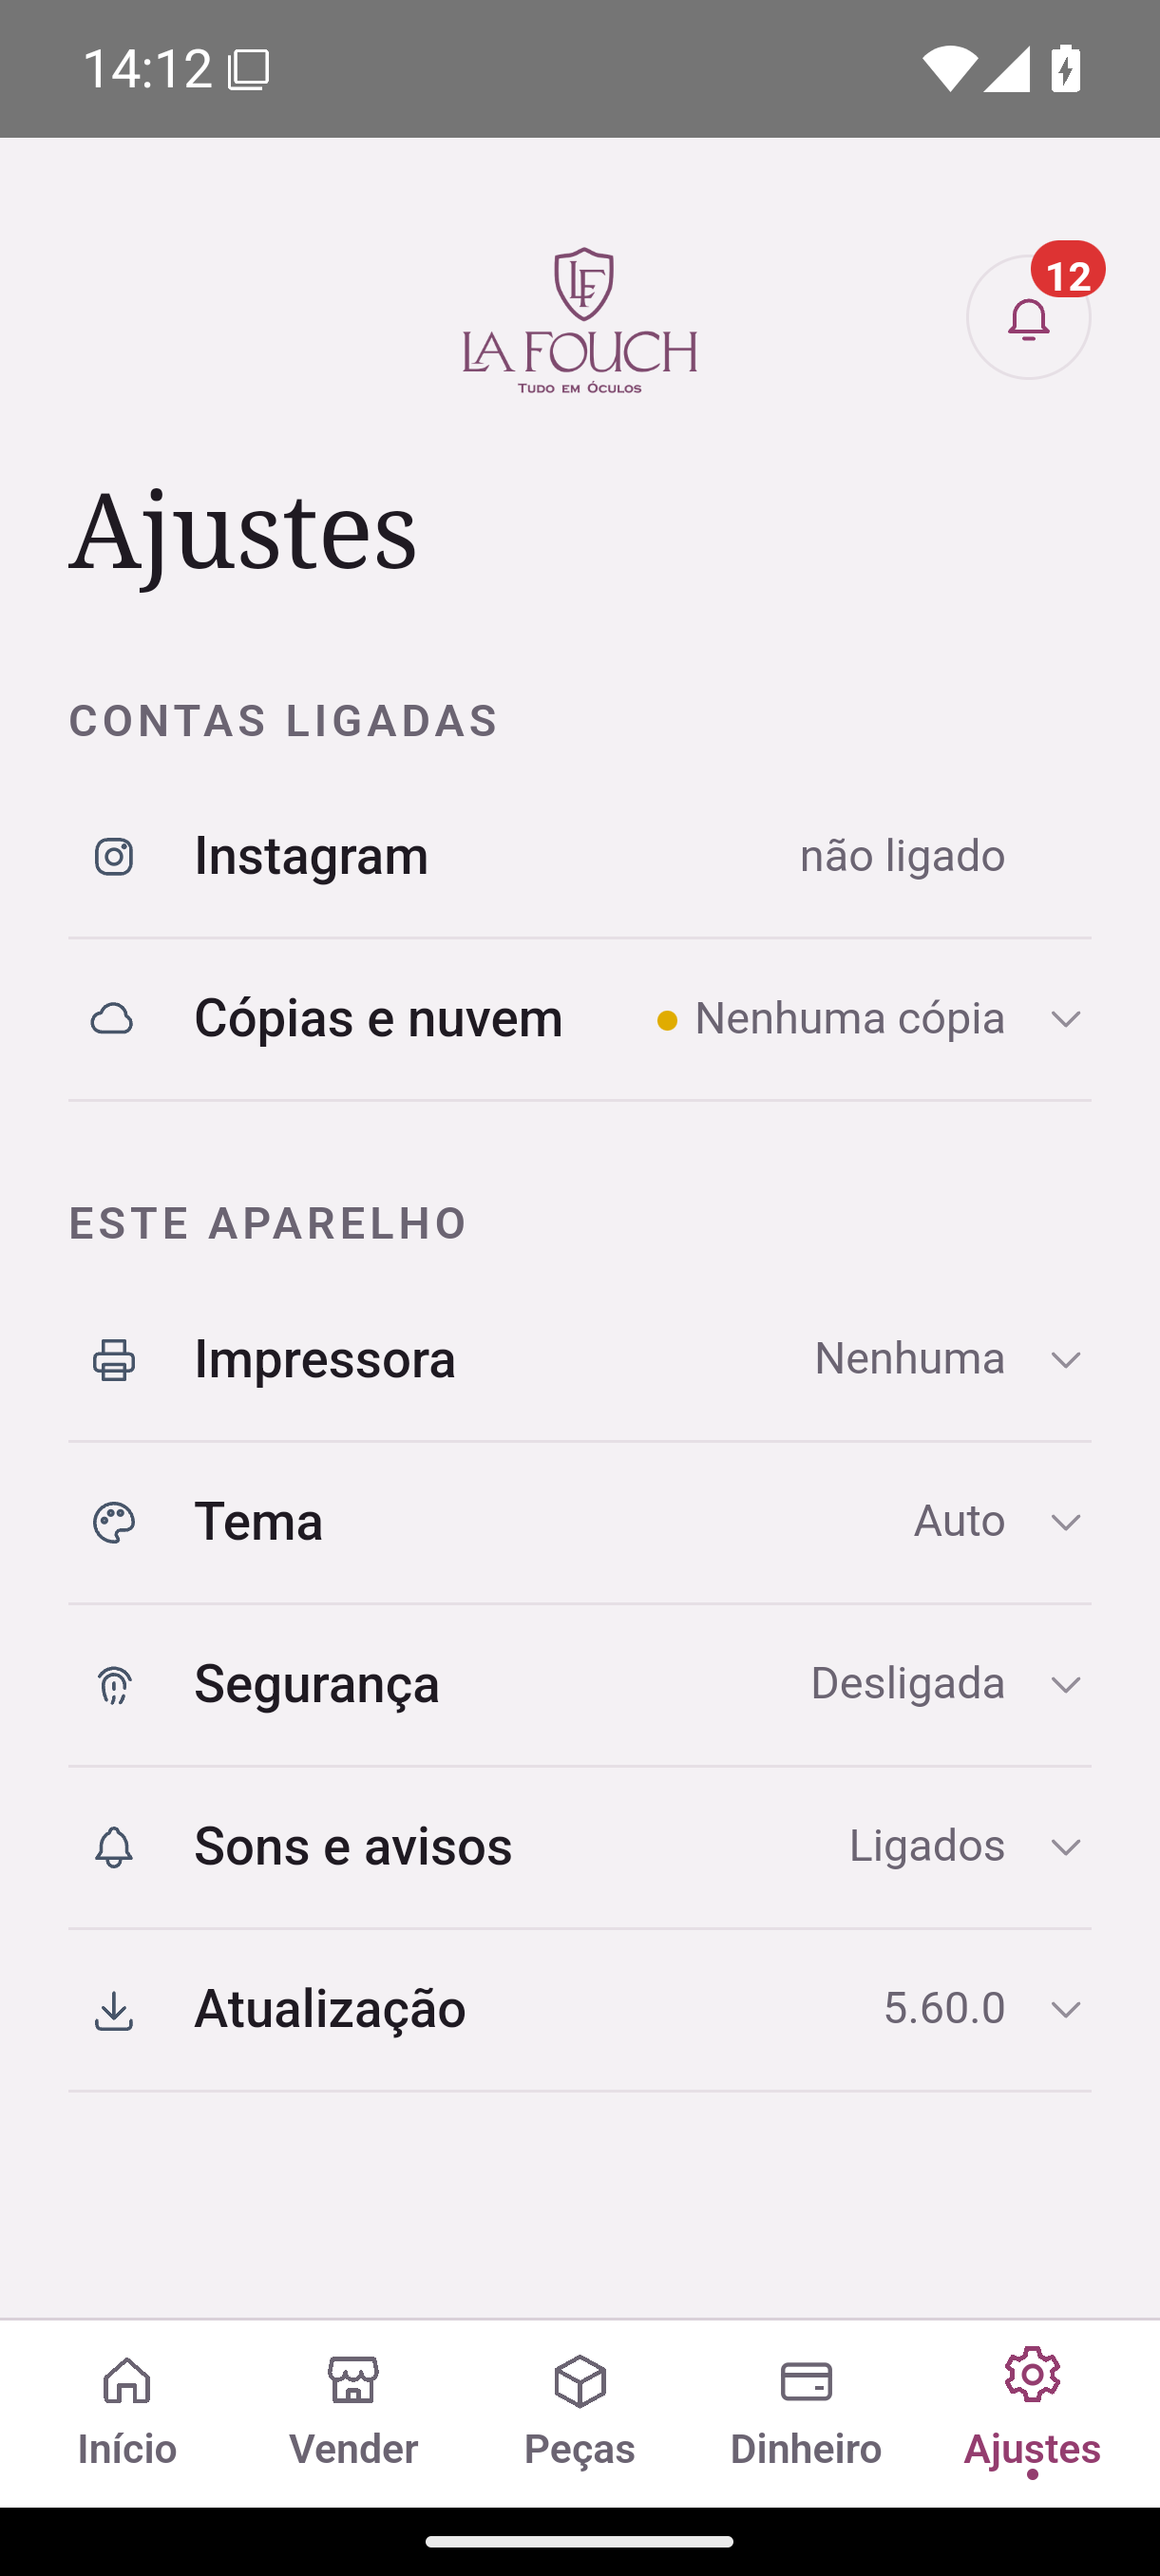 14:12
12
LF
LA FOUCH
TUDO EM ÓCULOS
Ajustes
CONTAS LIGADAS
Instagram não ligado
Cópias e nuvem Nenhuma cópia
ESTE APARELHO
Impressora Nenhuma
Tema Auto
Segurança Desligada
Sons e avisos Ligados
Atualização 5.60.0
Início Vender Peças Dinheiro Ajustes